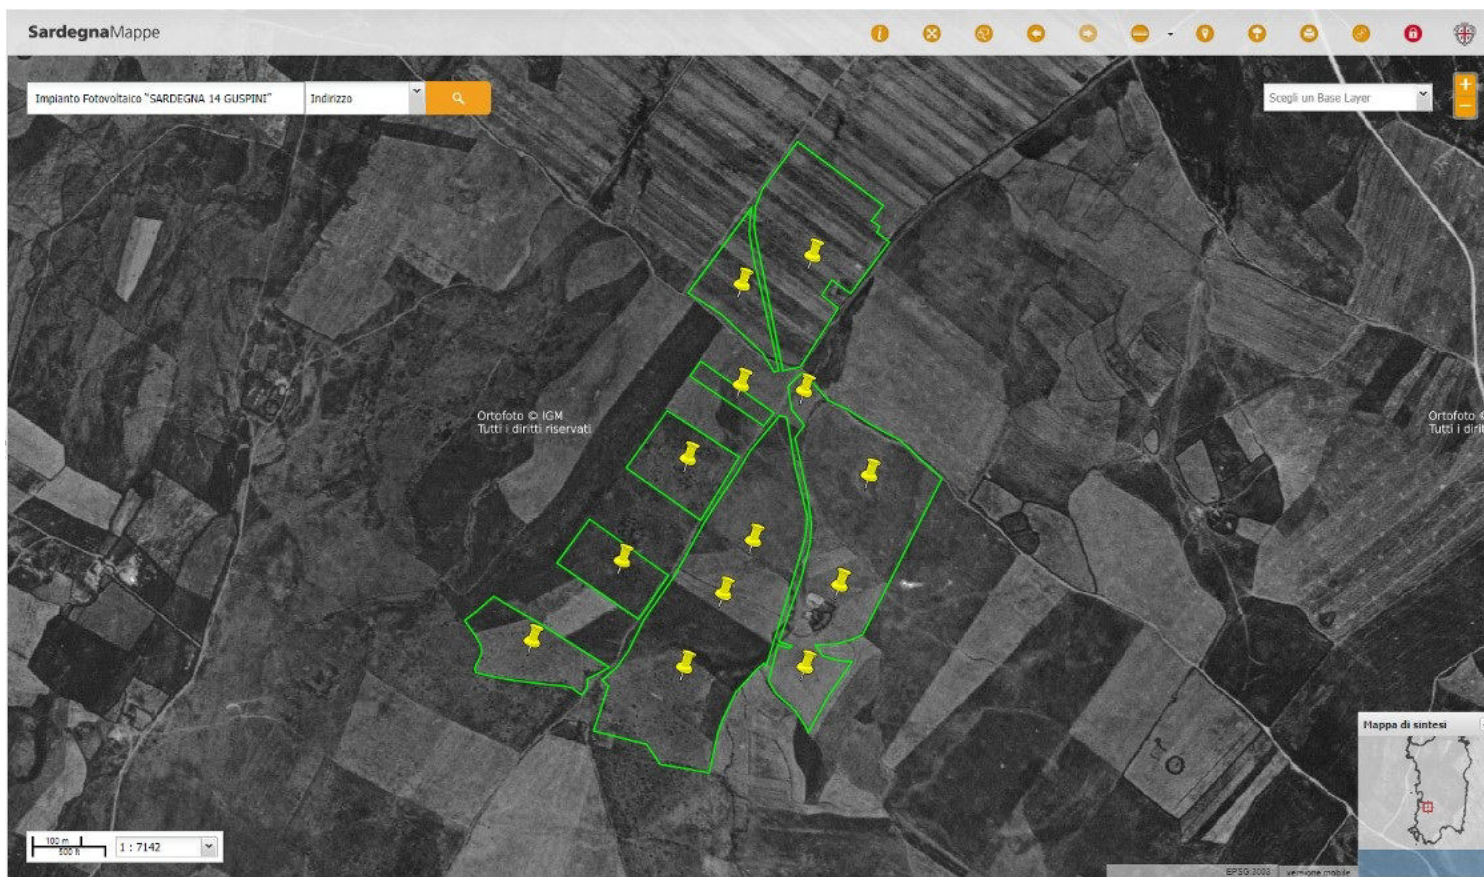 SardegnaMappe
Impianto Fotovoltaico "SARDEGNA 14 GUSPINI"
Indirizzo
Scegli un Base Layer
+
−
Ortofoto © IGM
Tutti i diritti riservati
Ortofoto ©
Tutti i dirit
Mappa di sintesi
100 m
500 ft
1 : 7142
EPSG:3003
versione mobile